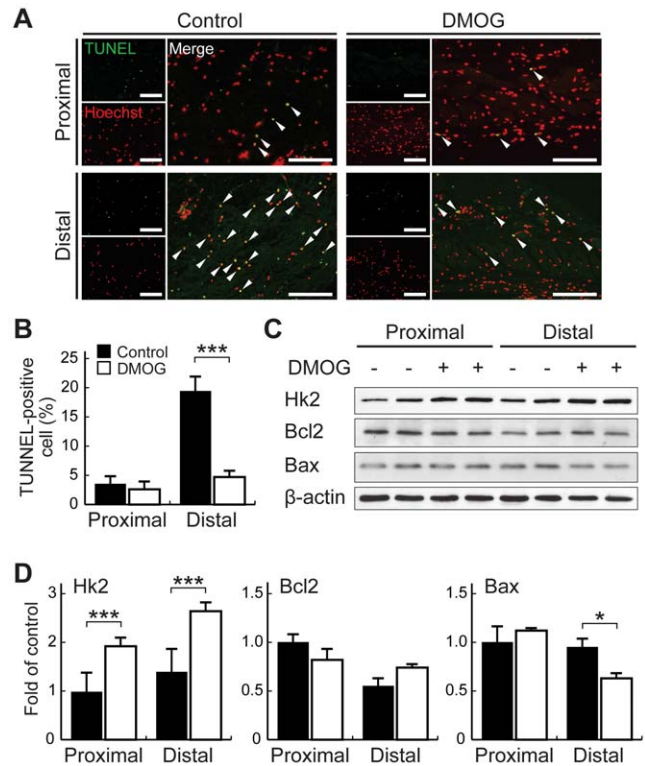 A
Control
DMOG
TUNEL
Merge
Hoechst
Proximal
Distal
B
Control
DMOG
***
TUNNEL-positive
cell (%)
25
20
15
10
5
0
Proximal
Distal
C
Proximal
Distal
DMOG - - + + - - + +
Hk2
Bcl2
Bax
β-actin
D
Hk2
Fold of control
3
2
1
0
***
***
Proximal
Distal
Bcl2
1.5
1.0
0.5
0
Proximal
Distal
Bax
1.5
1.0
0.5
0
*
Proximal
Distal